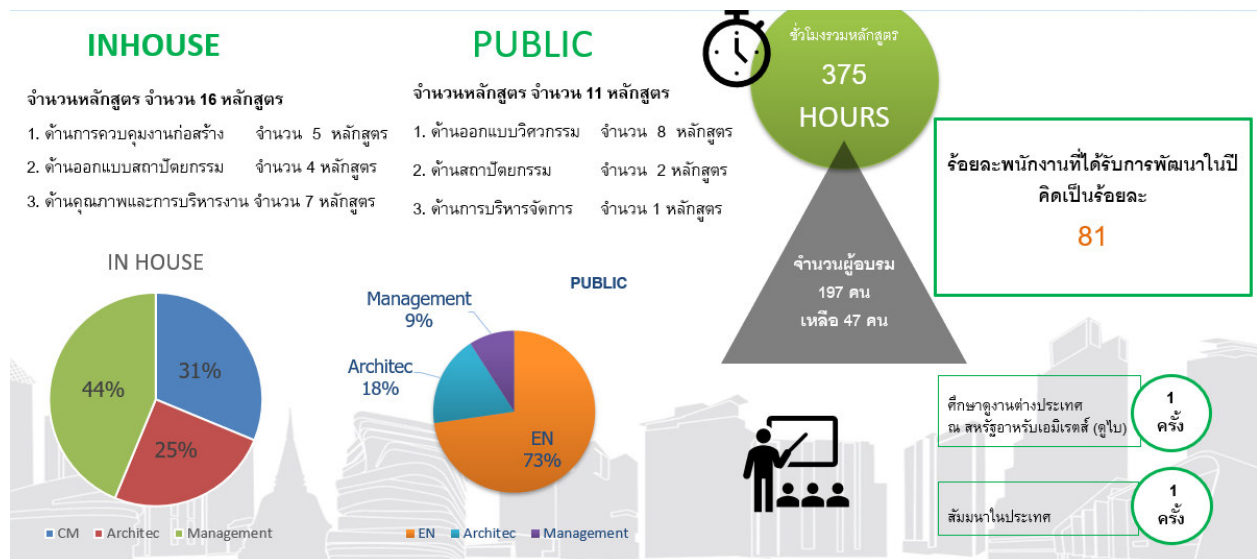 INHOUSE
จำนวนหลักสูตร จำนวน 16 หลักสูตร
1. ด้านการควบคุมงานก่อสร้าง จำนวน 5 หลักสูตร
2. ด้านออกแบบสถาปัตยกรรม จำนวน 4 หลักสูตร
3. ด้านคุณภาพและการบริหารงาน จำนวน 7 หลักสูตร
PUBLIC
จำนวนหลักสูตร จำนวน 11 หลักสูตร
1. ด้านออกแบบวิศวกรรม จำนวน 8 หลักสูตร
2. ด้านสถาปัตยกรรม จำนวน 2 หลักสูตร
3. ด้านการบริหารจัดการ จำนวน 1 หลักสูตร
ชั่วโมงรวมหลักสูตร
375
HOURS
จำนวนผู้อบรม
197 คน
เหลือ 47 คน
ร้อยละพนักงานที่ได้รับการพัฒนาในปี
คิดเป็นร้อยละ
81
IN HOUSE
31%
44%
25%
CM Architec Management
PUBLIC
Management
9%
Architec
18%
EN
73%
EN Architec Management
ศึกษาดูงานต่างประเทศ
ณ สหรัฐอาหรับเอมิเรตส์ (ดูไบ)
1
ครั้ง
สัมมนาในประเทศ
1
ครั้ง